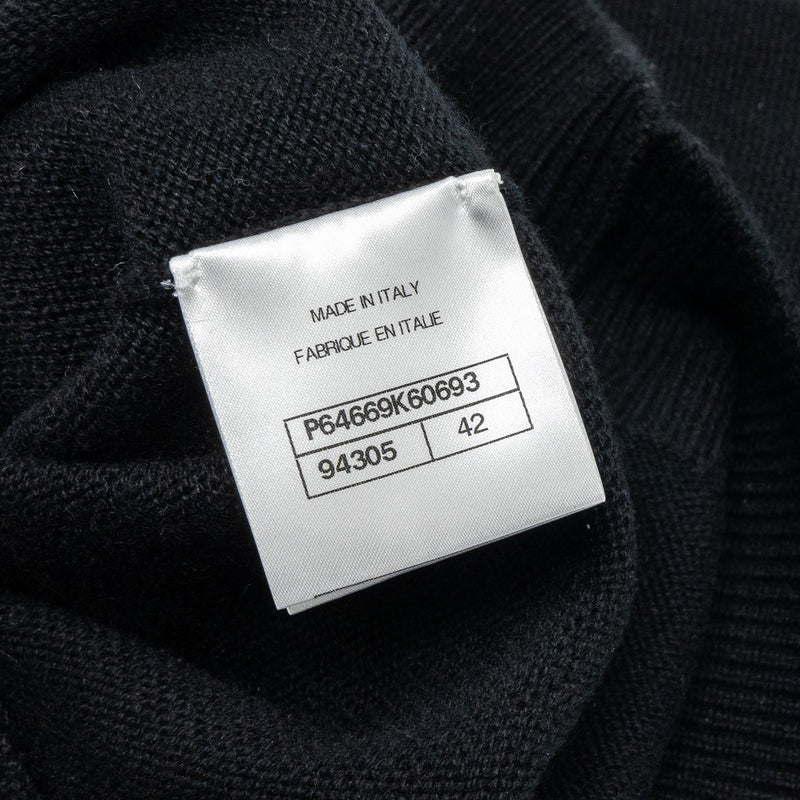 MADE IN ITALY
FABRIQUE EN ITALIE
P64669K60693
94305 42